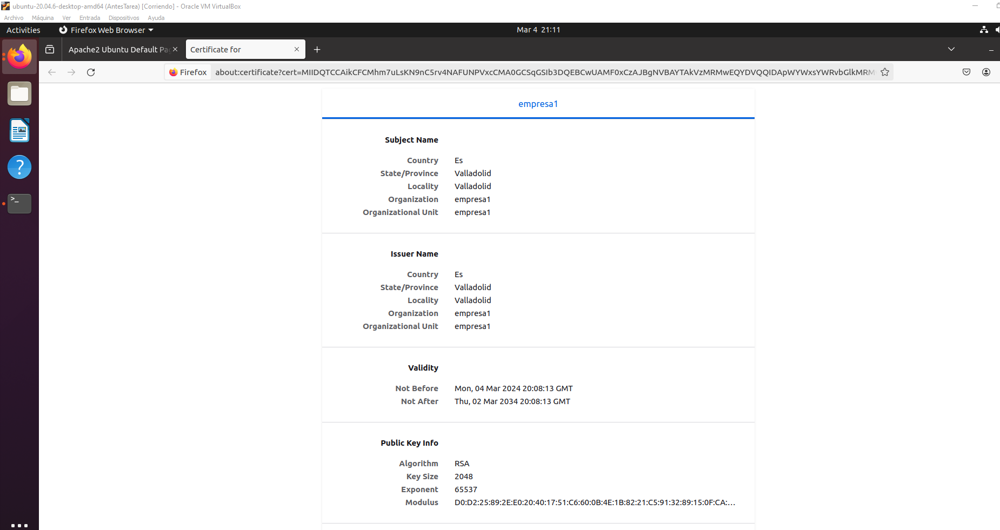 ubuntu-20.04.6-desktop-amd64 (AntesTarea) [Corriendo] - Oracle VM VirtualBox
Archivo Máquina Ver Entrada Dispositivos Ayuda
Activities Firefox Web Browser Mar 4 21:11
Apache2 Ubuntu Default Pa Certificate for
Firefox about:certificate?cert=MIIDQTCCAikCFCMhm7uLsKN9nC5rv4NAFUNPVxcCMA0GCSqGSIb3DQEBCwUAMF0xCzAJBgNVBAYTAkVzMRMwEQYDVQQIDApWYWxsYWRvbGlkMRM
empresa1
Subject Name
Country Es
State/Province Valladolid
Locality Valladolid
Organization empresa1
Organizational Unit empresa1
Issuer Name
Country Es
State/Province Valladolid
Locality Valladolid
Organization empresa1
Organizational Unit empresa1
Validity
Not Before Mon, 04 Mar 2024 20:08:13 GMT
Not After Thu, 02 Mar 2034 20:08:13 GMT
Public Key Info
Algorithm RSA
Key Size 2048
Exponent 65537
Modulus D0:D2:25:89:2E:E0:20:40:17:51:C6:60:0B:4E:1B:82:21:C5:91:32:89:15:0F:CA:…